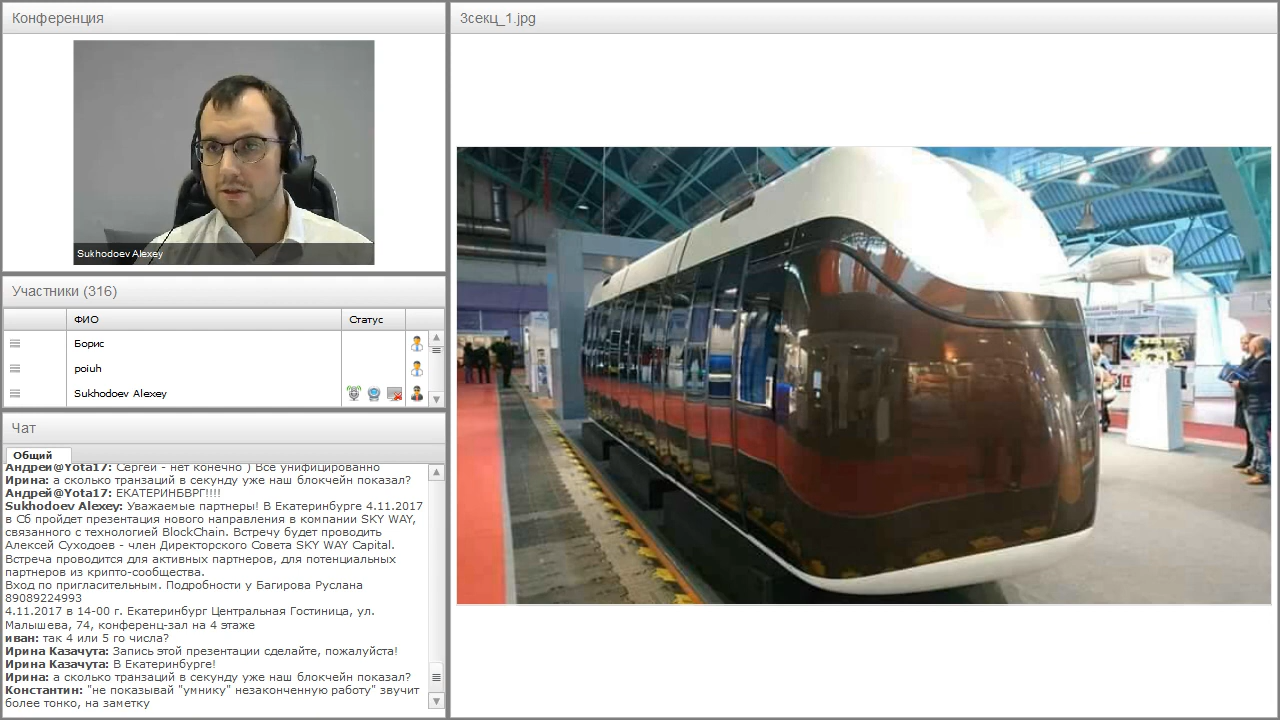 Конференция
Sukhodoev Alexey
Участники (316)
ФИО
Статус
Борис
poiuh
Sukhodoev Alexey
Чат
Общий
Андрей@Yota17: Сергей - нет конечно ) Все унифицированно
Ирина: а сколько транзаций в секунду уже наш блокчейн показал?
Андрей@Yota17: ЕКАТЕРИНБВРГ!!!!
Sukhodoev Alexey: Уважаемые партнеры! В Екатеринбурге 4.11.2017
в Сб пройдет презентация нового направления в компании SKY WAY,
связанного с технологией BlockChain. Встречу будет проводить
Алексей Суходоев - член Директорского Совета SKY WAY Capital.
Встреча проводится для активных партнеров, для потенциальных
партнеров из крипто-сообщества.
Вход по пригласительным. Подробности у Багирова Руслана
89089224993
4.11.2017 в 14-00 г. Екатеринбург Центральная Гостиница, ул.
Малышева, 74, конференц-зал на 4 этаже
иван: так 4 или 5 го числа?
Ирина Казачута: Запись этой презентации сделайте, пожалуйста!
Ирина Казачута: В Екатеринбурге!
Ирина: а сколько транзаций в секунду уже наш блокчейн показал?
Константин: "не показывай "умнику" незаконченную работу" звучит
более тонко, на заметку
3секц_1.jpg